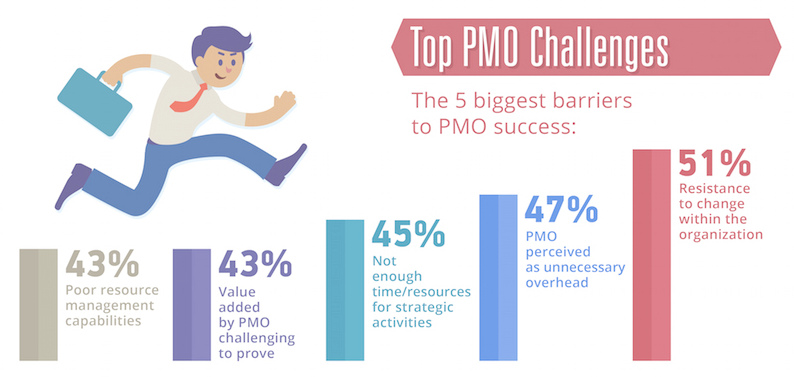 Top PMO Challenges
The 5 biggest barriers
to PMO success:
43%
Poor resource
management
capabilities
43%
Value
added
by PMO
challenging
to prove
45%
Not
enough
time/resources
for strategic
activities
47%
PMO
perceived
as unnecessary
overhead
51%
Resistance
to change
within the
organization